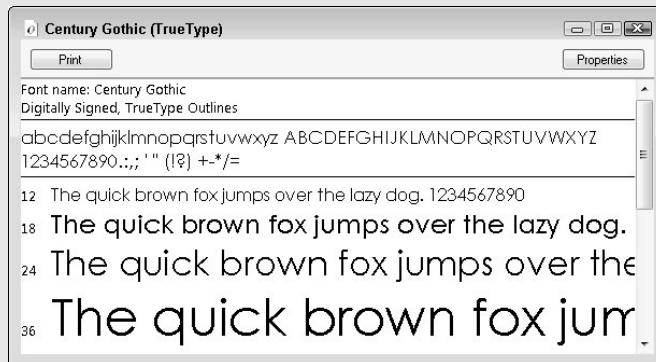 Century Gothic (TrueType)
Print Properties
Font name: Century Gothic
Digitally Signed, TrueType Outlines
abcdefghijklmnopqrstuvwxyz ABCDEFGHIJKLMNOPQRSTUVWXYZ
1234567890.:,; ' " (!?) +-*/=
12 The quick brown fox jumps over the lazy dog. 1234567890
18 The quick brown fox jumps over the lazy dog.
24 The quick brown fox jumps over the
36 The quick brown fox jum